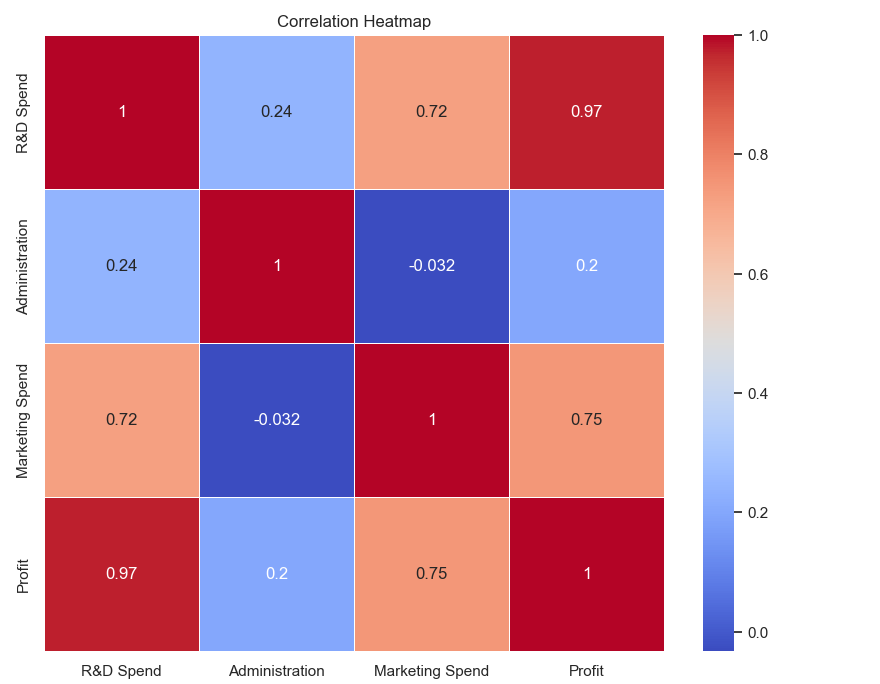 Correlation Heatmap
R&D Spend
1 0.24 0.72 0.97
Administration
0.24 1 -0.032 0.2
Marketing Spend
0.72 -0.032 1 0.75
Profit
0.97 0.2 0.75 1
R&D Spend Administration Marketing Spend Profit
1.0
0.8
0.6
0.4
0.2
0.0